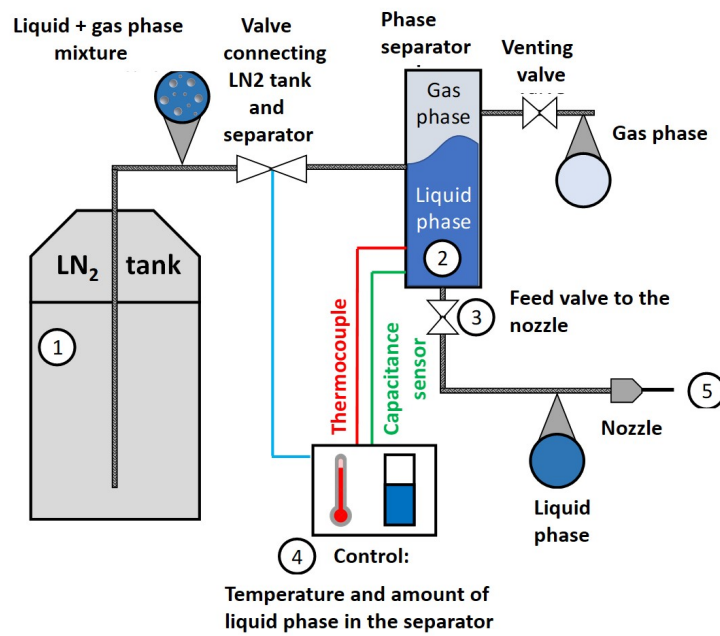 Liquid + gas phase
mixture
Valve
connecting
LN2 tank
and
separator
Phase
separator
Venting
valve
Gas
phase
Gas phase
Liquid
phase
2
LN2 tank
1
Thermocouple
Capacitance
sensor
3
Feed valve to the
nozzle
5
Nozzle
Liquid
phase
4
Control:
Temperature and amount of
liquid phase in the separator